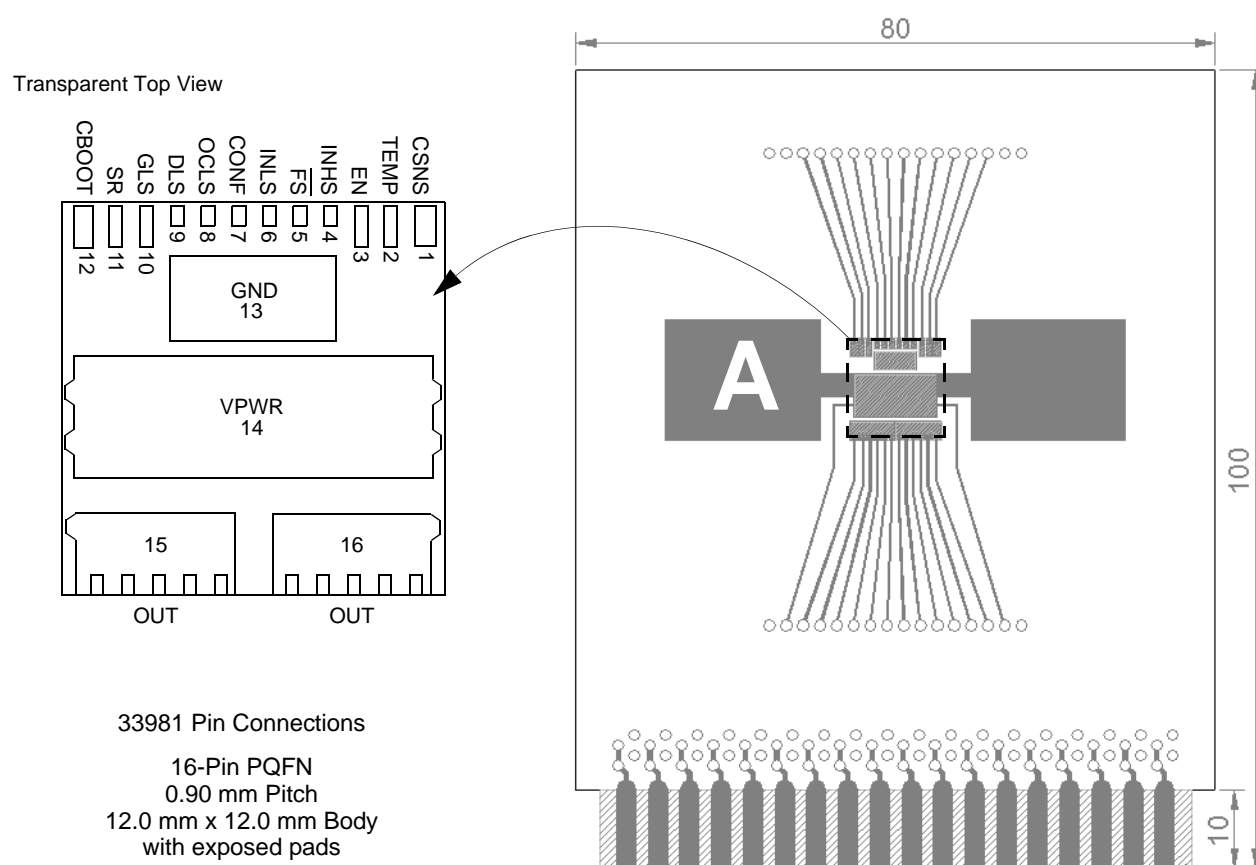 Transparent Top View
CBOOT
SR
GLS
DLS
OCLS
CONF
INLS
FS
INHS
EN
TEMP
CSNS
12
11
10
9
8
7
6
5
4
3
2
1
GND
13
VPWR
14
15
16
OUT
OUT
33981 Pin Connections
16-Pin PQFN
0.90 mm Pitch
12.0 mm x 12.0 mm Body
with exposed pads
80
A
100
10